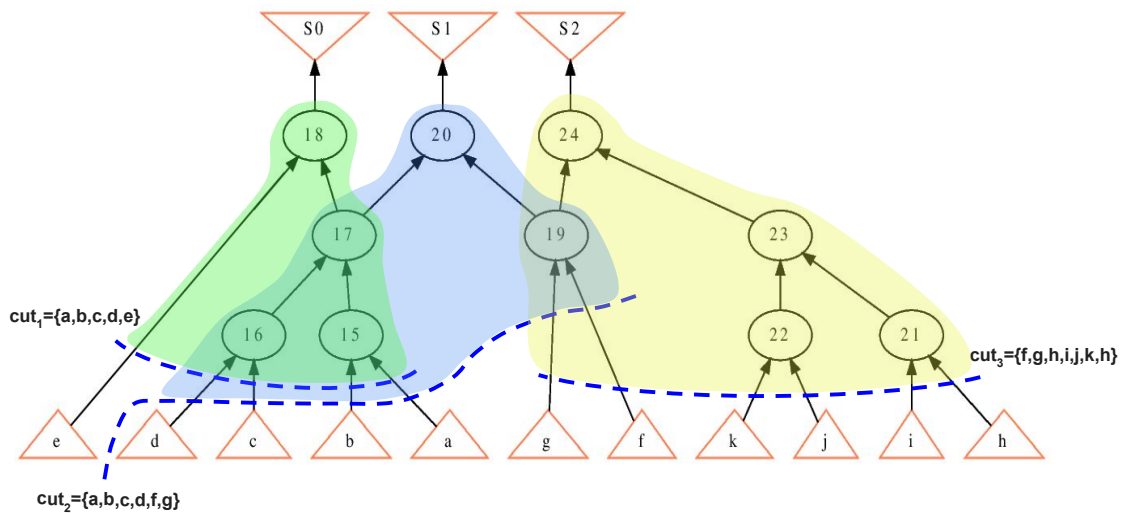 S0 S1 S2
18 20 24
17 19 23
16 15 22 21
cut1={a,b,c,d,e}
cut3={f,g,h,i,j,k,h}
e d c b a g f k j i h
cut2={a,b,c,d,f,g}